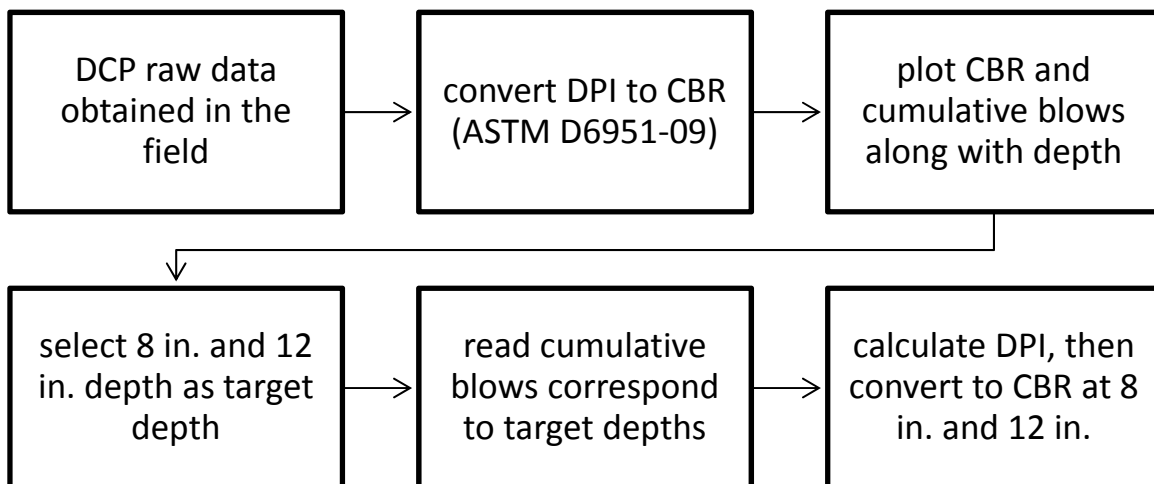 DCP raw data
obtained in the
field
convert DPI to CBR
(ASTM D6951-09)
plot CBR and
cumulative blows
along with depth
select 8 in. and 12
in. depth as target
depth
read cumulative
blows correspond
to target depths
calculate DPI, then
convert to CBR at 8
in. and 12 in.